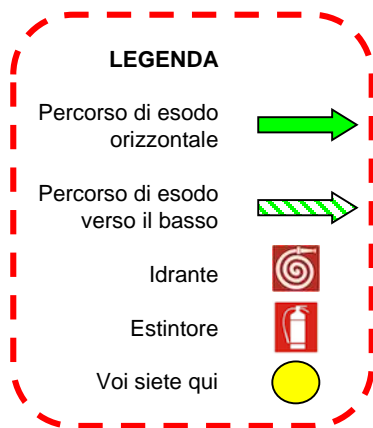 LEGENDA
Percorso di esodo
orizzontale
Percorso di esodo
verso il basso
Idrante
Estintore
Voi siete qui